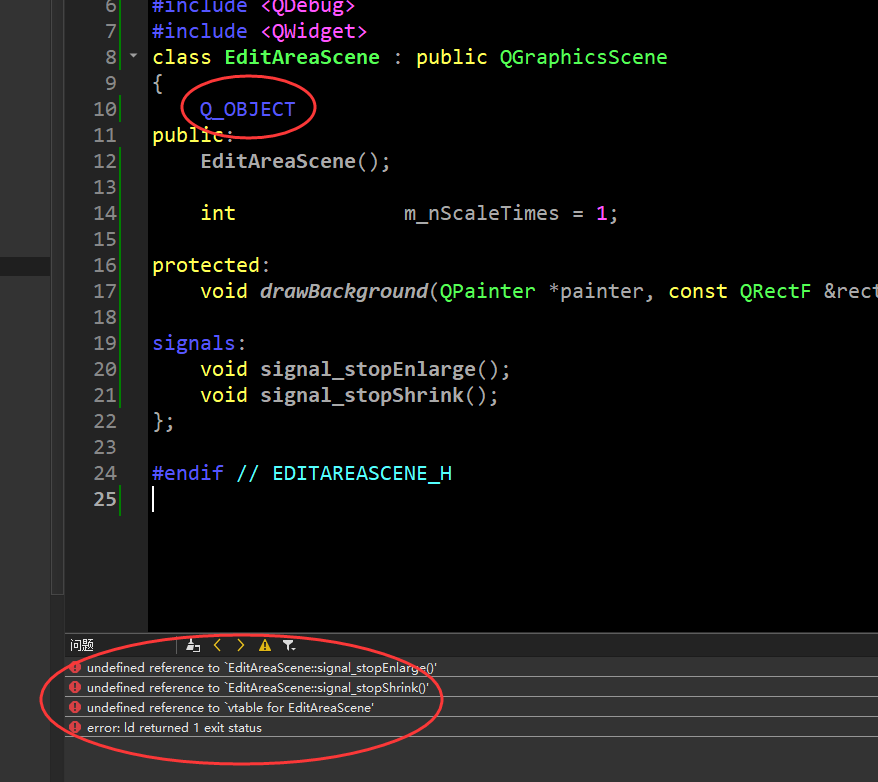 6 #include <QDebug>
7 #include <QWidget>
8 class EditAreaScene : public QGraphicsScene
9 {
10 Q_OBJECT
11 public:
12 EditAreaScene();
13
14 int m_nScaleTimes = 1;
15
16 protected:
17 void drawBackground(QPainter *painter, const QRectF &rect
18
19 signals:
20 void signal_stopEnlarge();
21 void signal_stopShrink();
22 };
23
24 #endif // EDITAREASCENE_H
25
问题
undefined reference to `EditAreaScene::signal_stopEnlarge()'
undefined reference to `EditAreaScene::signal_stopShrink()'
undefined reference to `vtable for EditAreaScene'
error: ld returned 1 exit status